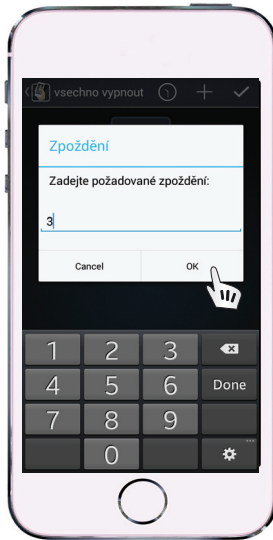 vsechno vypnout
Zpoždění
Zadejte požadované zpoždění:
3
Cancel OK
1 2 3
4 5 6 Done
7 8 9
0